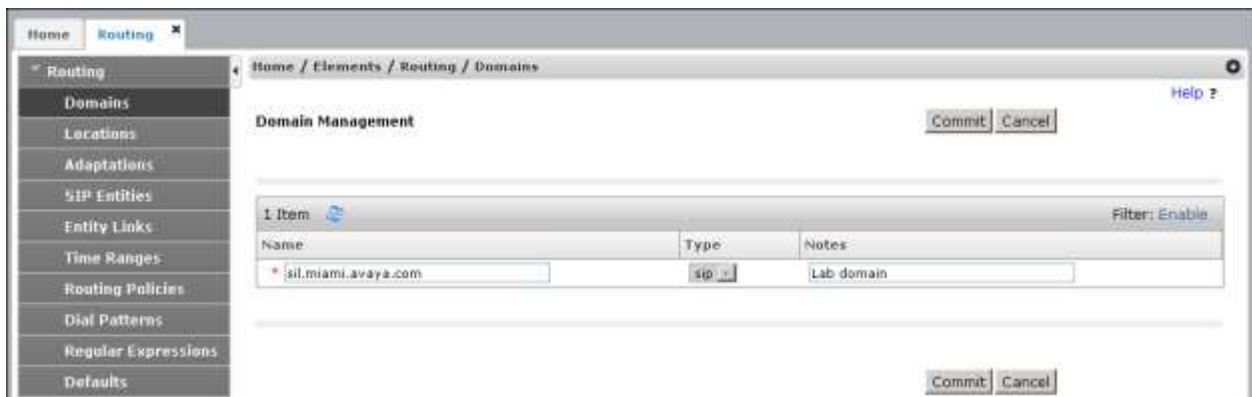 Home Routing ×
Routing
Domains
Locations
Adaptations
SIP Entities
Entity Links
Time Ranges
Routing Policies
Dial Patterns
Regular Expressions
Defaults
Home / Elements / Routing / Domains
Help ?
Domain Management Commit Cancel
1 Item Filter: Enable
Name Type Notes
* sil.miami.avaya.com sip Lab domain
Commit Cancel